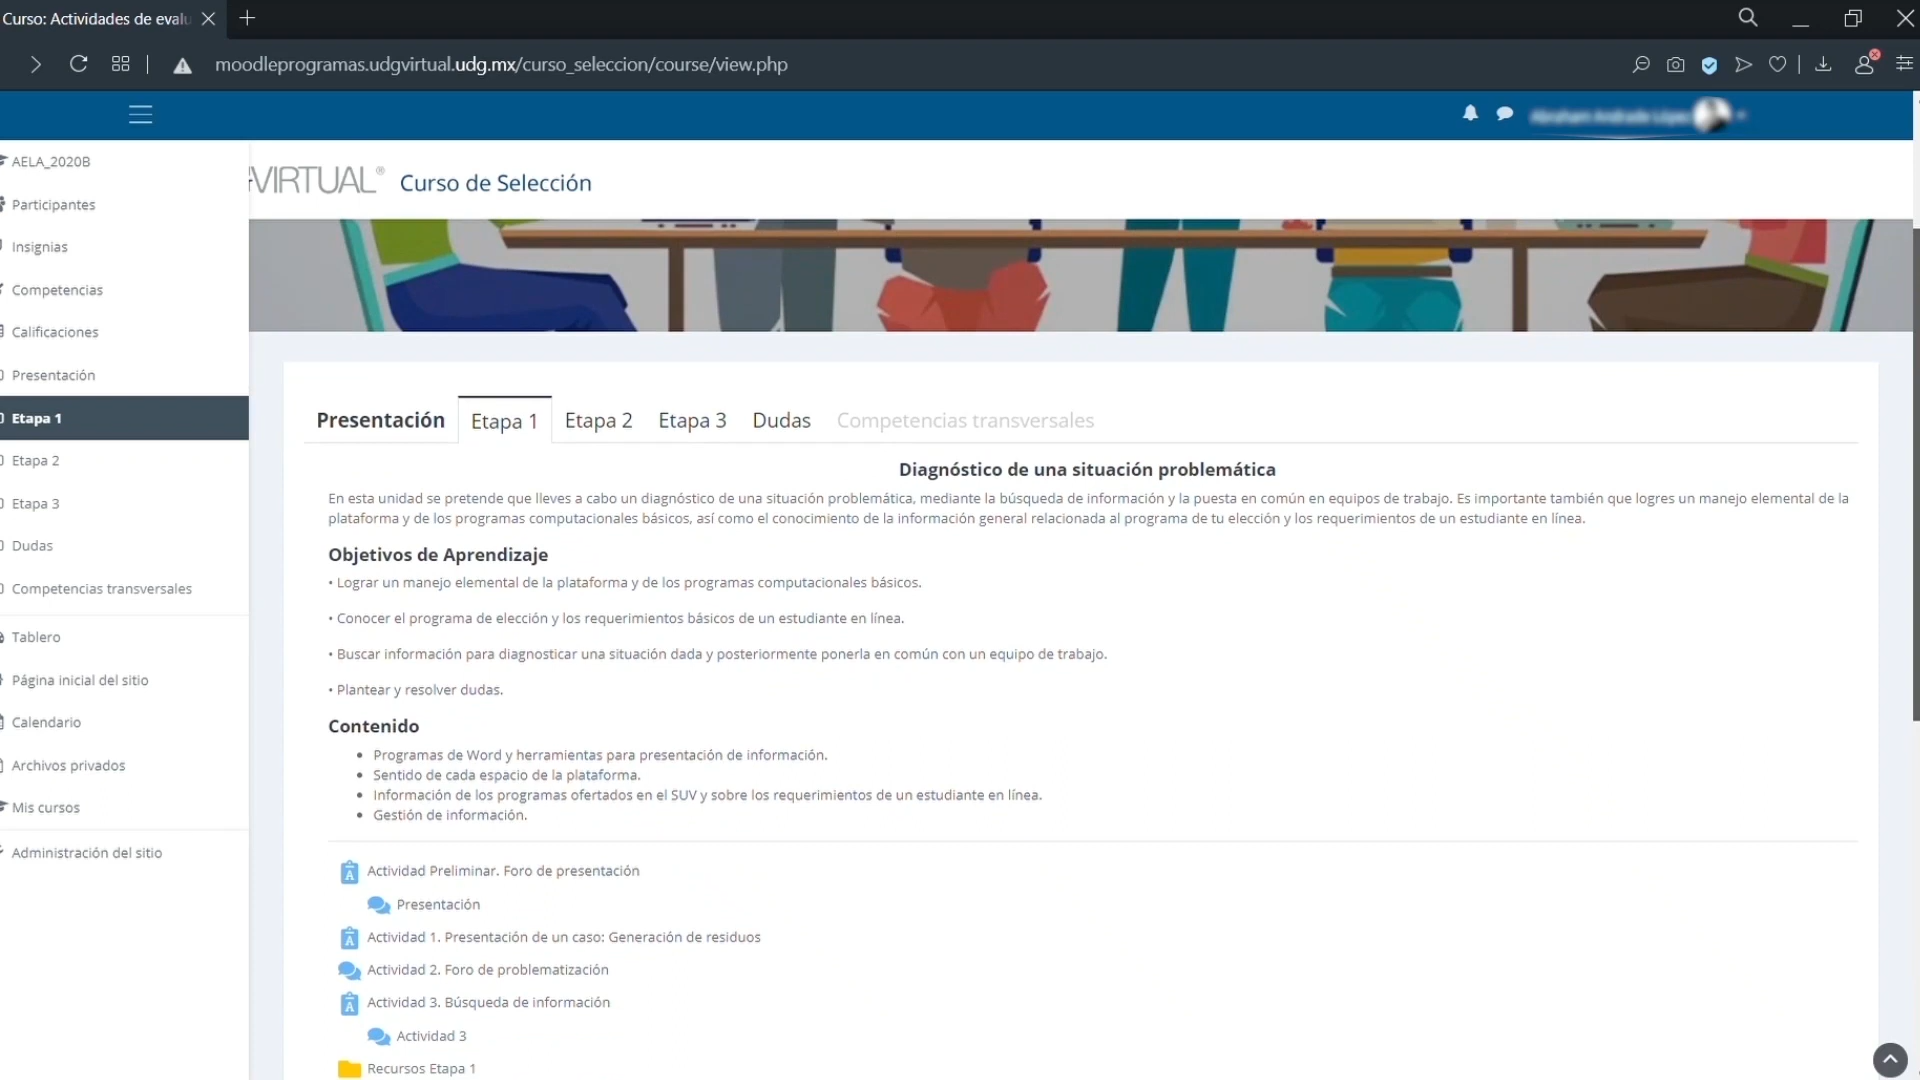 Curso: Actividades de evalu
moodleprogramas.udgvirtual.udg.mx/curso_seleccion/course/view.php
AELA_2020B
Participantes
Insignias
Competencias
Calificaciones
Presentación
Etapa 1
Etapa 2
Etapa 3
Dudas
Competencias transversales
Tablero
Página inicial del sitio
Calendario
Archivos privados
Mis cursos
Administración del sitio
VIRTUAL® Curso de Selección
Presentación Etapa 1 Etapa 2 Etapa 3 Dudas Competencias transversales
Diagnóstico de una situación problemática
En esta unidad se pretende que lleves a cabo un diagnóstico de una situación problemática, mediante la búsqueda de información y la puesta en común en equipos de trabajo. Es importante también que logres un manejo elemental de la
plataforma y de los programas computacionales básicos, así como el conocimiento de la información general relacionada al programa de tu elección y los requerimientos de un estudiante en línea.
Objetivos de Aprendizaje
• Lograr un manejo elemental de la plataforma y de los programas computacionales básicos.
• Conocer el programa de elección y los requerimientos básicos de un estudiante en línea.
• Buscar información para diagnosticar una situación dada y posteriormente ponerla en común con un equipo de trabajo.
• Plantear y resolver dudas.
Contenido
• Programas de Word y herramientas para presentación de información.
• Sentido de cada espacio de la plataforma.
• Información de los programas ofertados en el SUV y sobre los requerimientos de un estudiante en línea.
• Gestión de información.
Actividad Preliminar. Foro de presentación
Presentación
Actividad 1. Presentación de un caso: Generación de residuos
Actividad 2. Foro de problematización
Actividad 3. Búsqueda de información
Actividad 3
Recursos Etapa 1